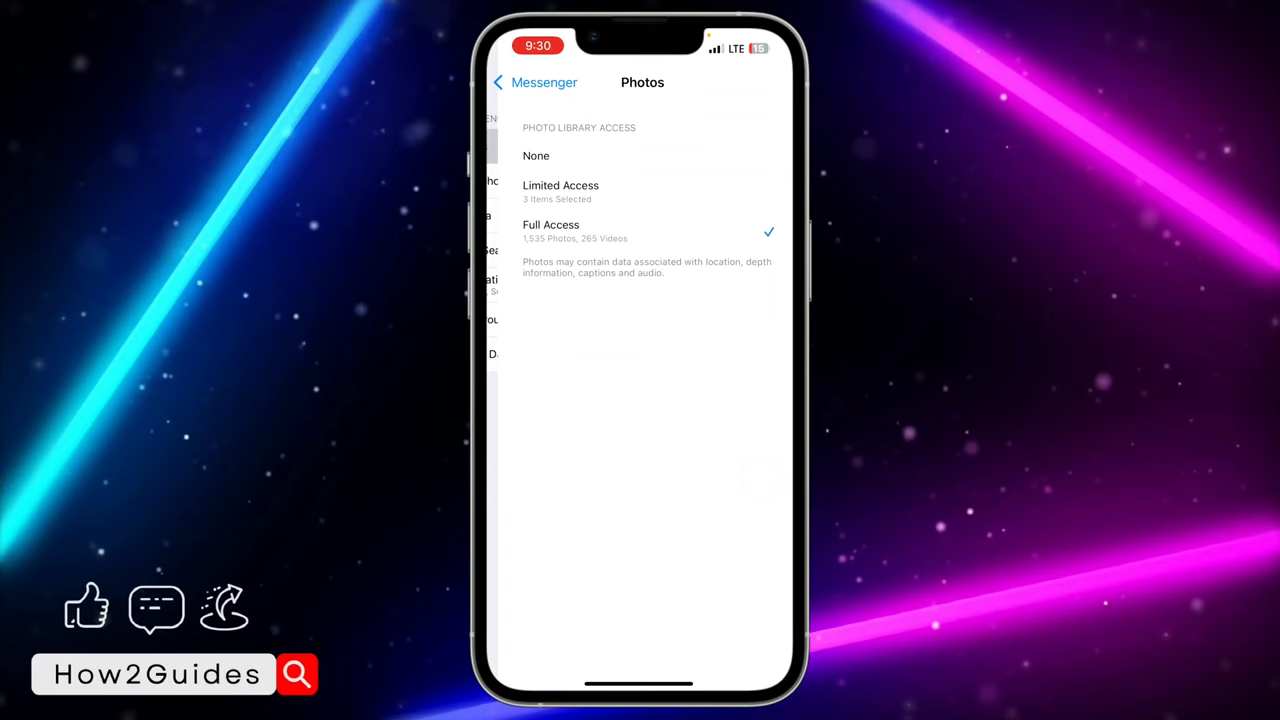 9:30
LTE 15
Messenger
Photos
PHOTO LIBRARY ACCESS
None
Limited Access
3 Items Selected
Full Access
1,535 Photos, 265 Videos
Photos may contain data associated with location, depth
information, captions and audio.
How2Guides